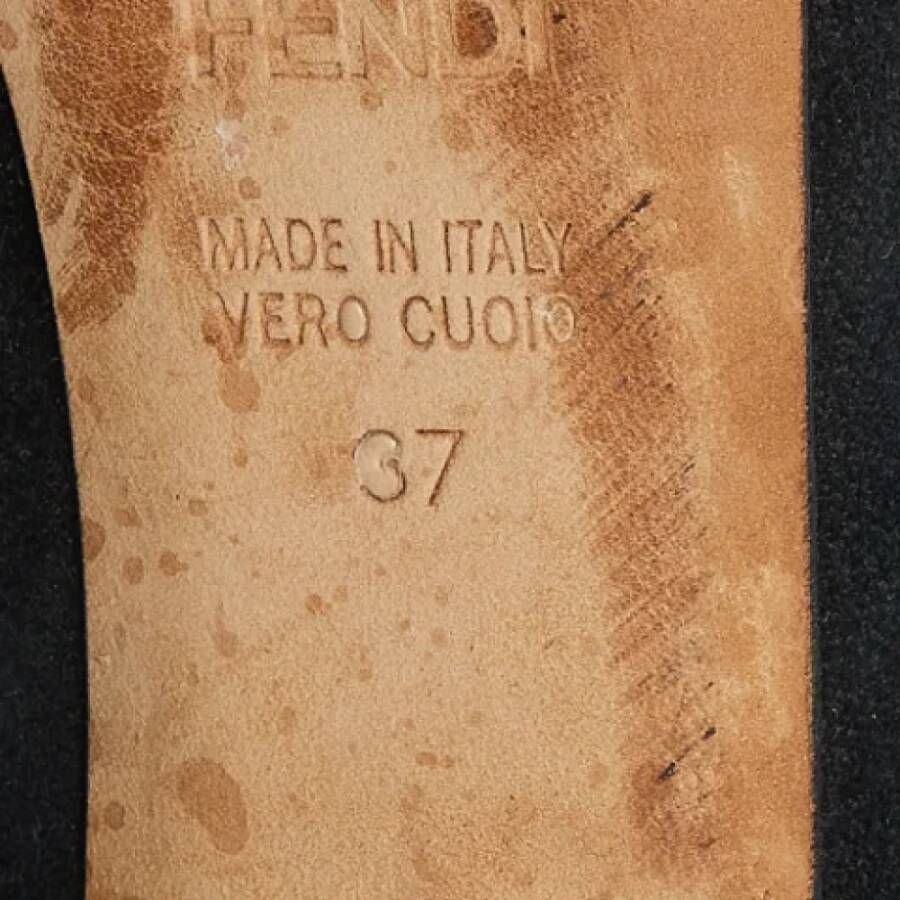 FENDI
MADE IN ITALY
VERO CUOIO
37